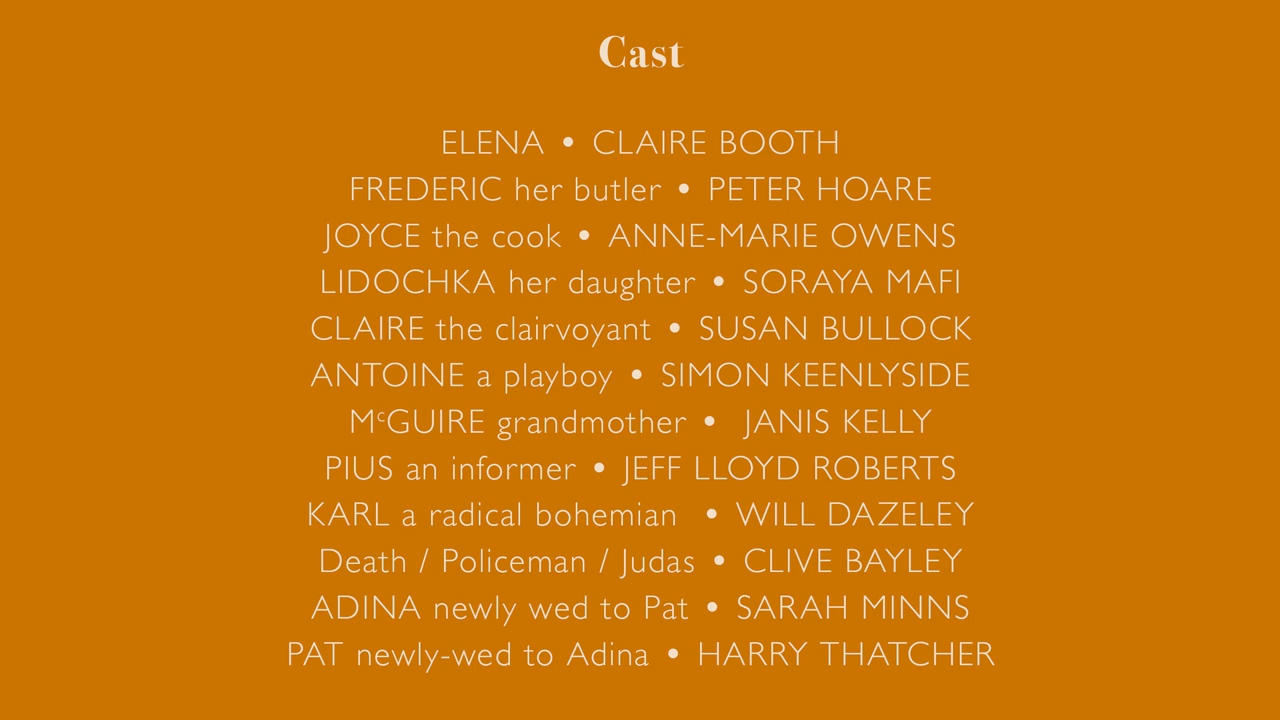 Cast
ELENA • CLAIRE BOOTH
FREDERIC her butler • PETER HOARE
JOYCE the cook • ANNE-MARIE OWENS
LIDOCHKA her daughter • SORAYA MAFI
CLAIRE the clairvoyant • SUSAN BULLOCK
ANTOINE a playboy • SIMON KEENLYSIDE
McGUIRE grandmother • JANIS KELLY
PIUS an informer • JEFF LLOYD ROBERTS
KARL a radical bohemian • WILL DAZELEY
Death / Policeman / Judas • CLIVE BAYLEY
ADINA newly wed to Pat • SARAH MINNS
PAT newly-wed to Adina • HARRY THATCHER